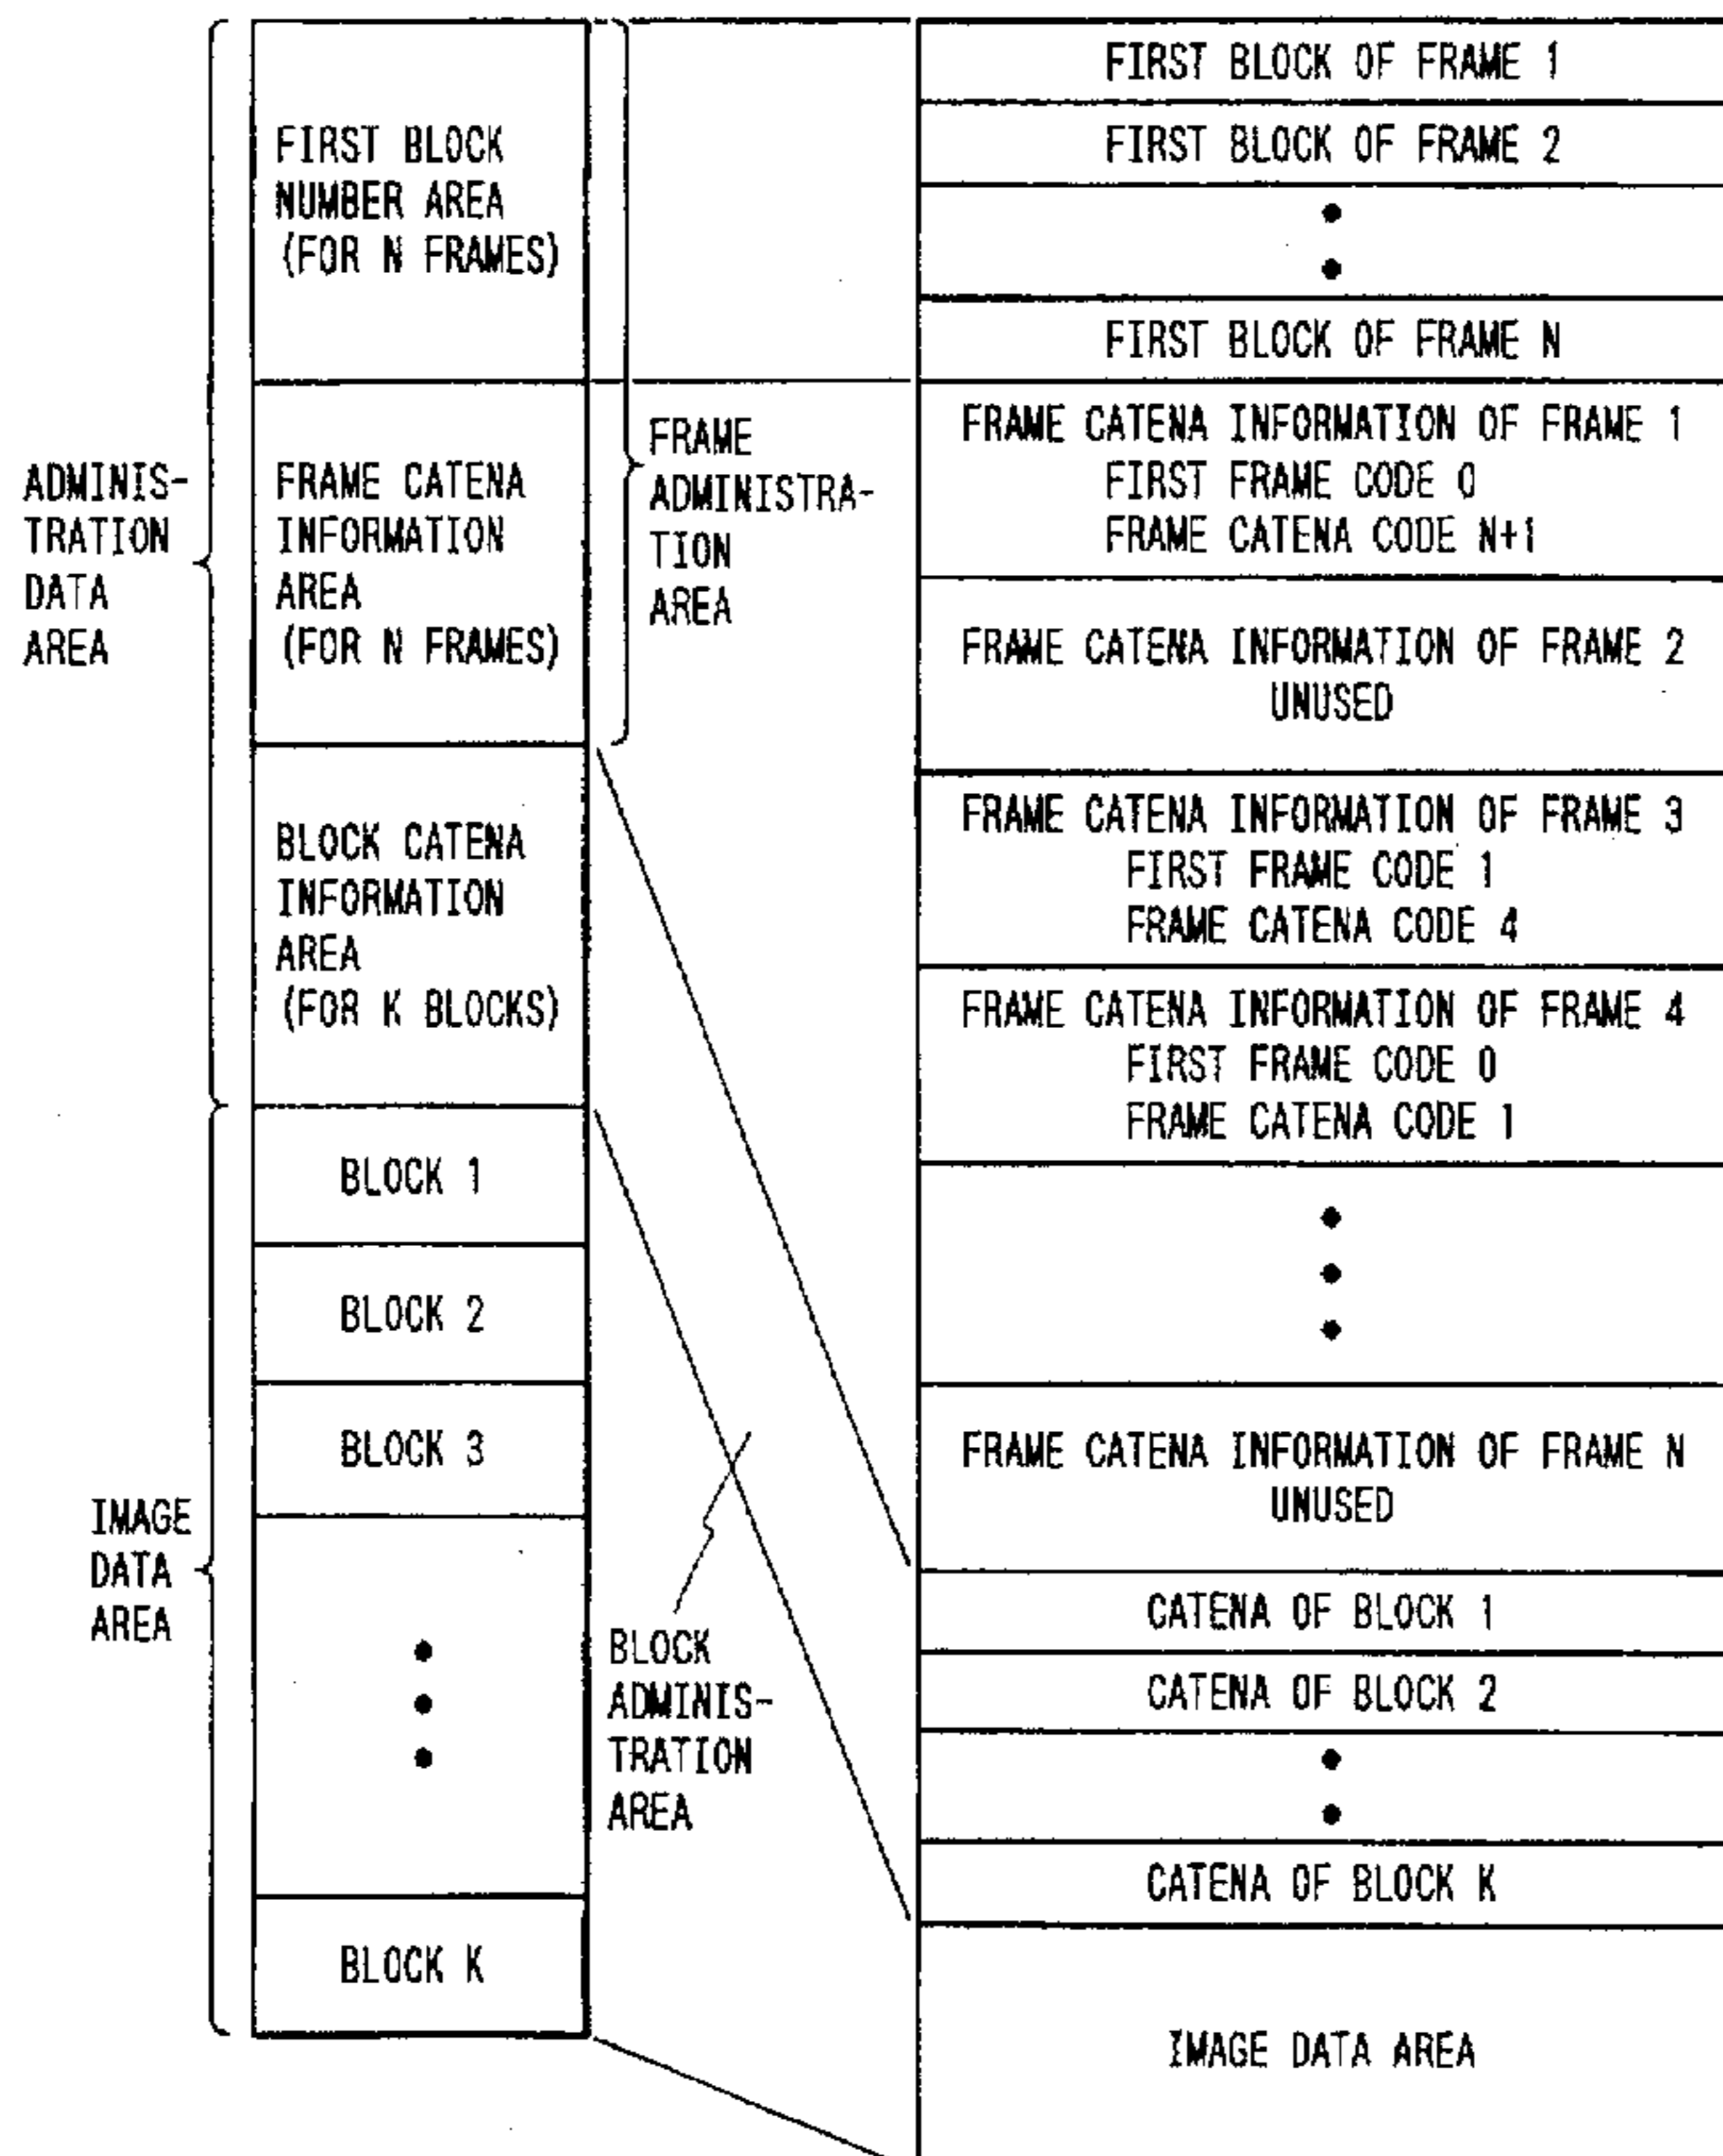 ADMINIS-
TRATION
DATA
AREA
IMAGE
DATA
AREA
FIRST BLOCK
NUMBER AREA
(FOR N FRAMES)
FRAME CATENA
INFORMATION
AREA
(FOR N FRAMES)
BLOCK CATENA
INFORMATION
AREA
(FOR K BLOCKS)
BLOCK 1
BLOCK 2
BLOCK 3
BLOCK K
FRAME
ADMINISTRA-
TION
AREA
BLOCK
ADMINIS-
TRATION
AREA
FIRST BLOCK OF FRAME 1
FIRST BLOCK OF FRAME 2
FIRST BLOCK OF FRAME N
FRAME CATENA INFORMATION OF FRAME 1
FIRST FRAME CODE 0
FRAME CATENA CODE N+1
FRAME CATENA INFORMATION OF FRAME 2
UNUSED
FRAME CATENA INFORMATION OF FRAME 3
FIRST FRAME CODE 1
FRAME CATENA CODE 4
FRAME CATENA INFORMATION OF FRAME 4
FIRST FRAME CODE 0
FRAME CATENA CODE 1
FRAME CATENA INFORMATION OF FRAME N
UNUSED
CATENA OF BLOCK 1
CATENA OF BLOCK 2
CATENA OF BLOCK K
IMAGE DATA AREA